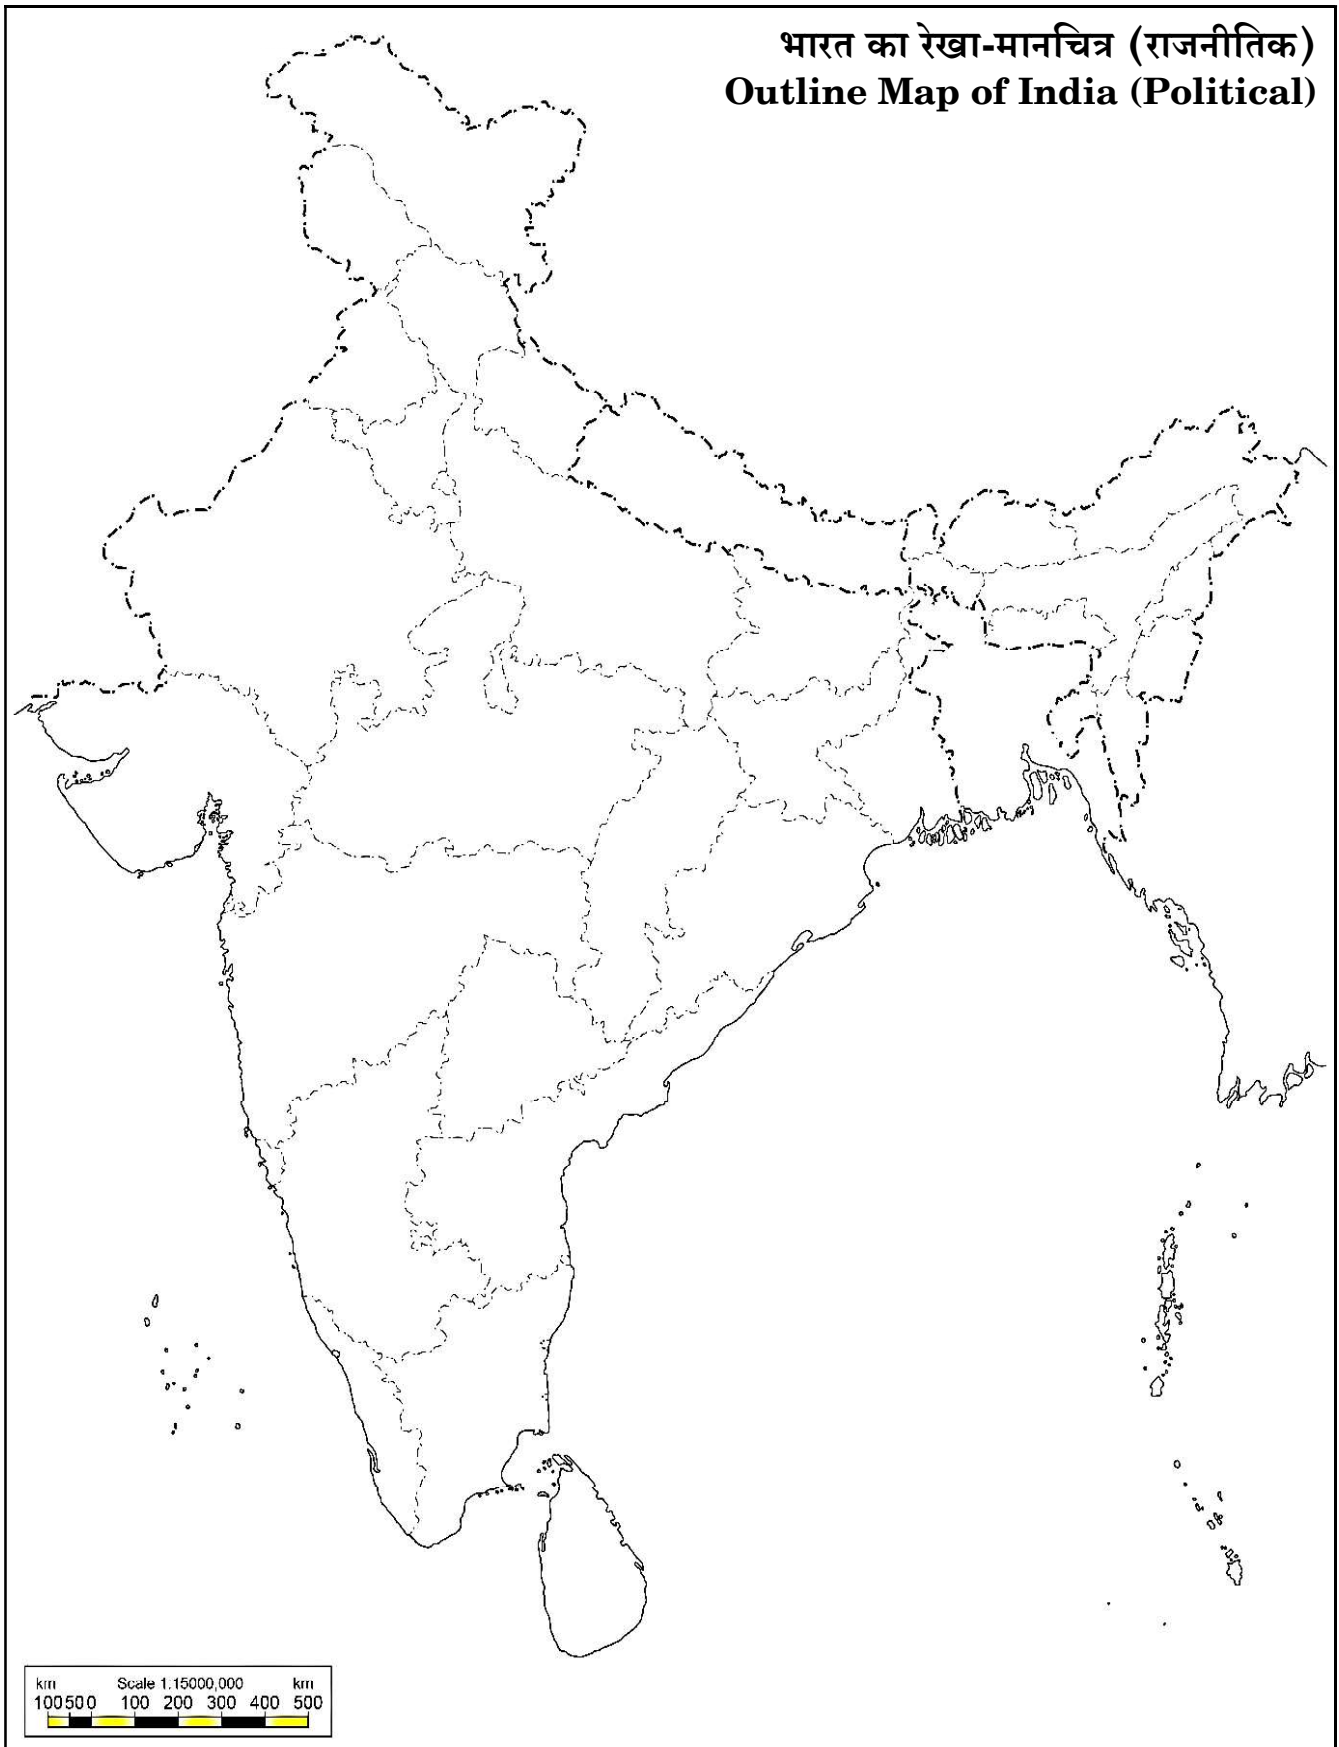 भारत का रेखा-मानचित्र (राजनीतिक)
Outline Map of India (Political)
km Scale 1:15000,000 km
100 50 0 100 200 300 400 500